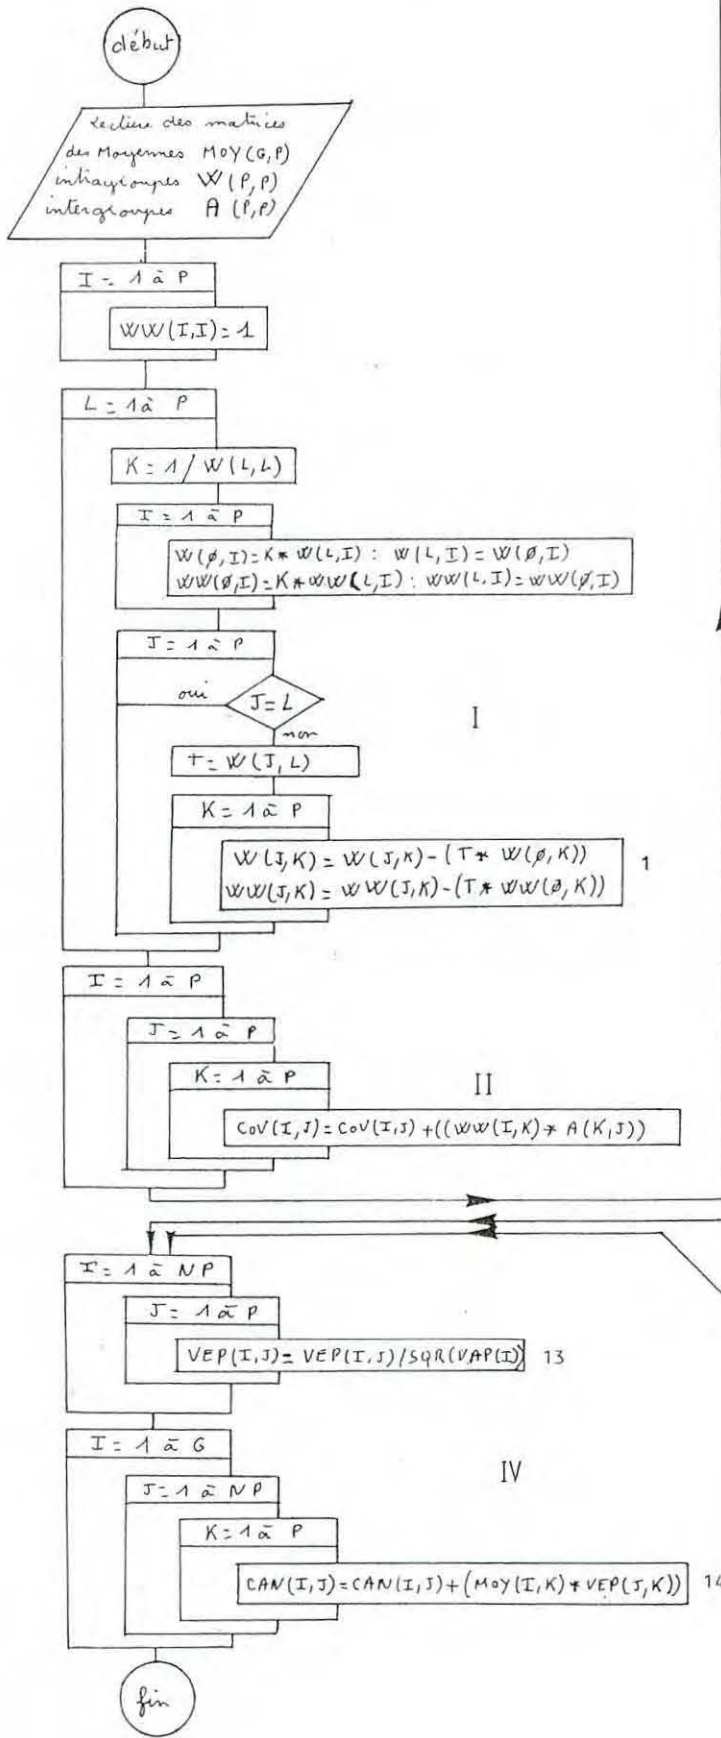 début
Lecture des matrices
des Moyennes MOY(G,P)
intragroupes W(P,P)
intergroupes A(P,P)
I = 1 à P
WW(I,I)=1
L = 1 à P
K=1/W(L,L)
I = 1 à P
W(ø,I)=K*W(L,I) : W(L,I)=W(ø,I)
WW(ø,I)=K*WW(L,I) : WW(L,I)=WW(ø,I)
J = 1 à P
oui
J=L
non
I
T=W(J,L)
K=1 à P
W(J,K)=W(J,K)-(T*W(ø,K))
WW(J,K)=WW(J,K)-(T*WW(ø,K))
1
I = 1 à P
J = 1 à P
K=1 à P
II
COV(I,J)=COV(I,J)+((WW(I,K)*A(K,J))
I = 1 à NP
J = 1 à P
VEP(I,J)=VEP(I,J)/SQR(VAP(I))
13
I = 1 à G
IV
J=1 à NP
K=1 à P
CAN(I,J)=CAN(I,J)+(MOY(I,K)*VEP(J,K))
14
fin